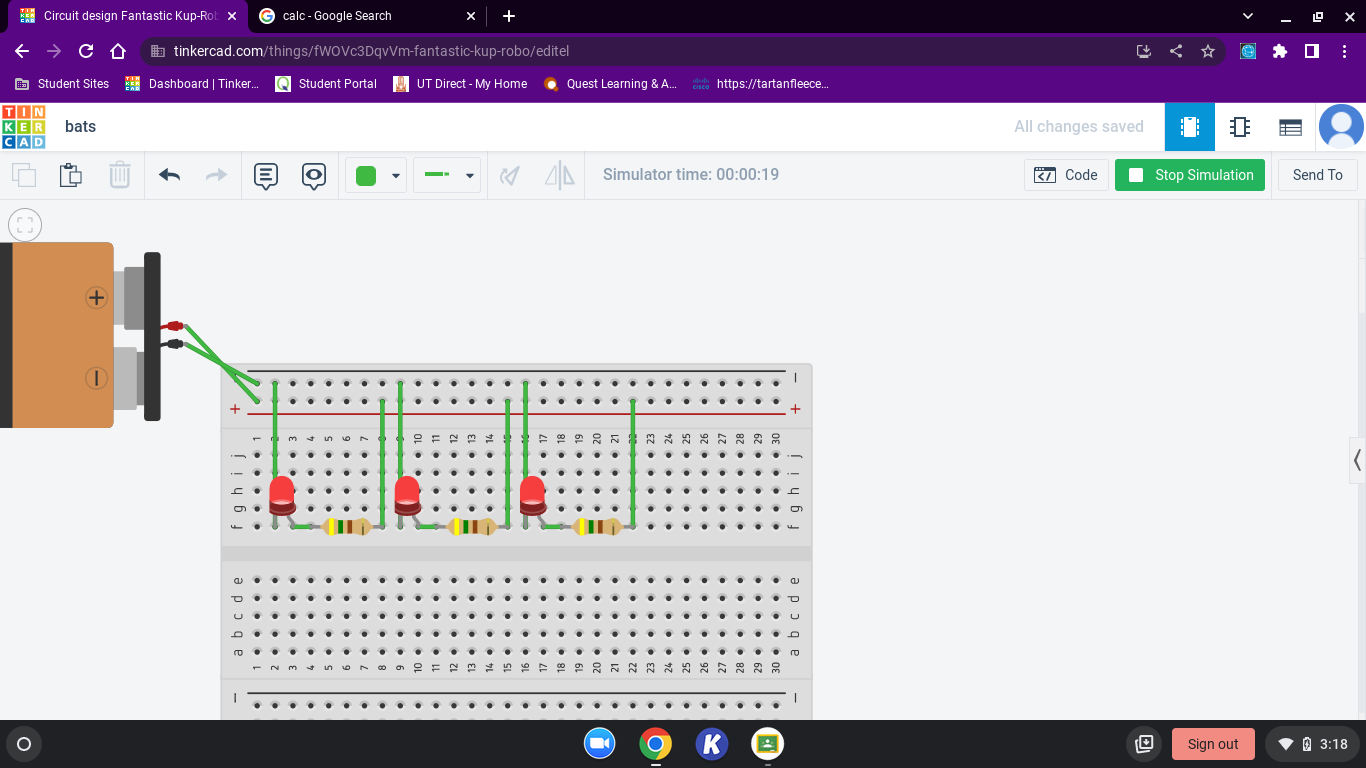 Circuit design Fantastic Kup-Rob
calc - Google Search
tinkercad.com/things/fWOVc3DqvVm-fantastic-kup-robo/editel
Student Sites
Dashboard | Tinker...
Student Portal
UT Direct - My Home
Quest Learning & A...
https://tartanfleece...
TIN
KER
CAD
bats
All changes saved
Simulator time: 00:00:19
Code
Stop Simulation
Send To
+
-
-
+ +
1 2 3 4 5 6 7 8 9 10 11 12 13 14 15 16 17 18 19 20 21 22 23 24 25 26 27 28 29 30
j j
i i
h h
g g
f f
e e
d d
c c
b b
a a
1 2 3 4 5 6 7 8 9 10 11 12 13 14 15 16 17 18 19 20 21 22 23 24 25 26 27 28 29 30
- -
K
Sign out
3:18